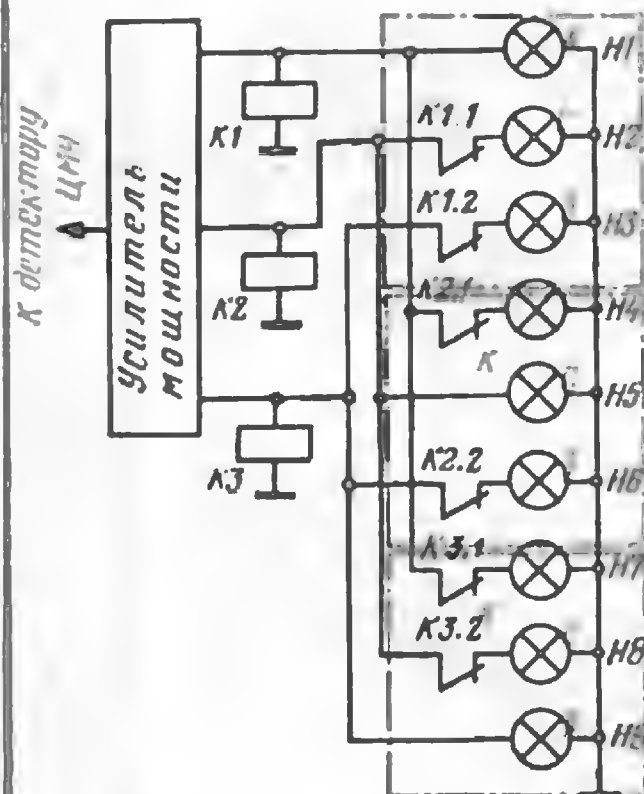 К детектору
ЦМУ
Усилитель
мощности
К1
К2
К3
К1.1
К1.2
К2.1
К
К2.2
К3.1
К3.2
Н1
Н2
Н3
Н4
Н5
Н6
Н7
Н8
Н9